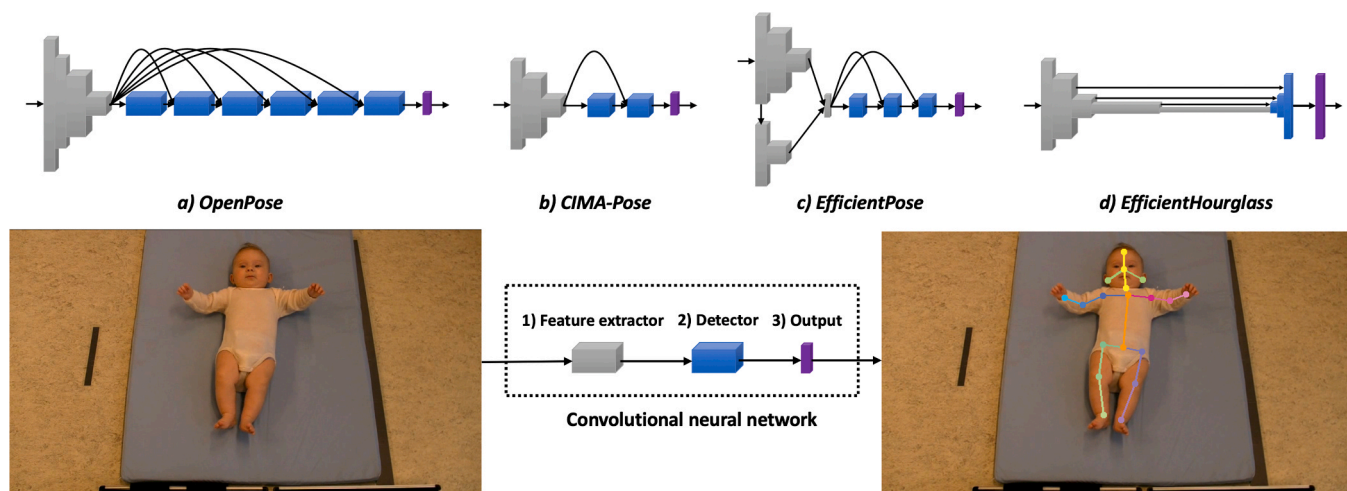 a) OpenPose
b) CIMA-Pose
c) EfficientPose
d) EfficientHourglass
1) Feature extractor
2) Detector
3) Output
Convolutional neural network